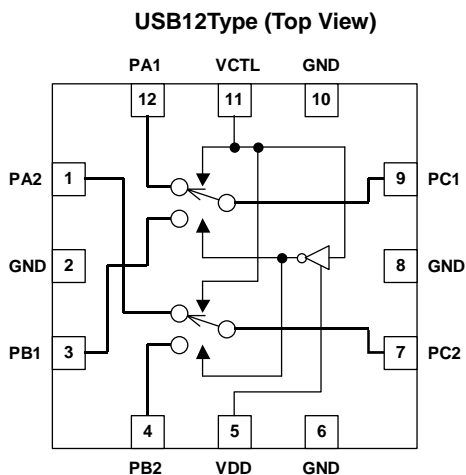 USB12Type (Top View)
PA1 VCTL GND
12 11 10
PA2 1 9 PC1
GND 2 8 GND
PB1 3 7 PC2
4 5 6
PB2 VDD GND